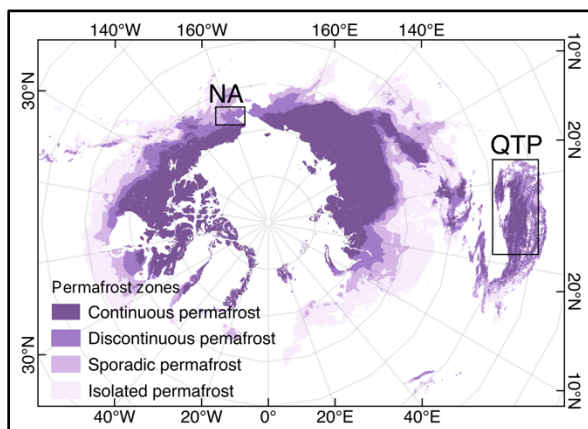 140°W 160°W 160°E 140°E
10°N
30°N
NA
QTP
20°N
Permafrost zones
Continuous permafrost
Discontinuous pemafrost
Sporadic permafrost
Isolated permafrost
30°N
20°N
10°N
40°W 20°W 0° 20°E 40°E